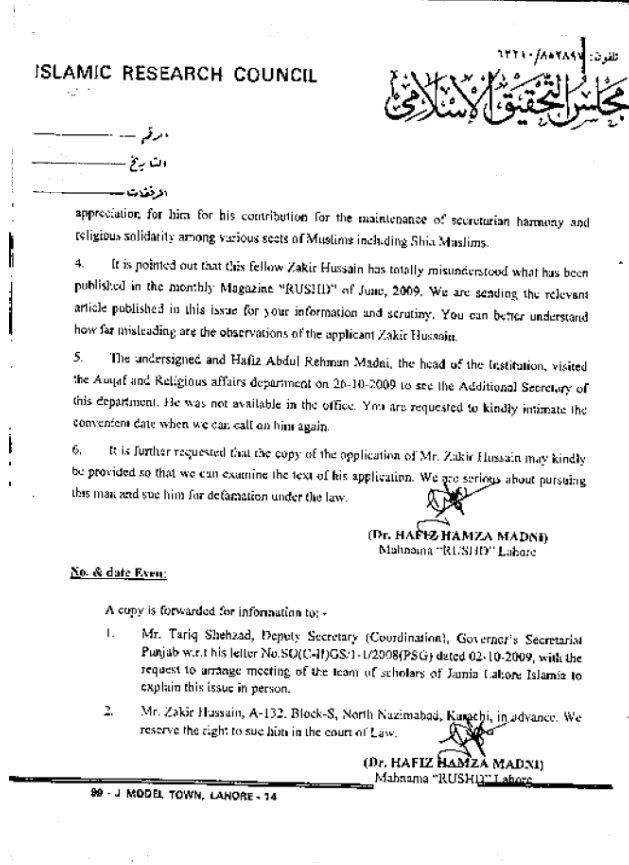 تلفون: ٨٥٢٨٩٧/
ISLAMIC RESEARCH COUNCIL
مجلس التحقيق الإسلامي
الرقم
التاريخ
المرفقات
appreciation for him for his contribution for the maintenance of secreturian harmony and
religious solidarity among various sects of Muslims including Shia Maslims.
4. It is pointed out that this fellow Zakir Hussain has totally misunderstood what has been
published in the monthly Magazine "RUSHD" of June, 2009. We are sending the relevant
article published in this issue for your information and scrutiny. You can better understand
how far misleading are the observations of the applicant Zakir Hussain.
5. The undersigned and Hafiz Abdul Rehman Madni, the head of the Institution, visited
the Auqaf and Religious affairs department on 26-10-2009 to see the Additional Secretary of
this department. He was not available in the office. You are requested to kindly intimate the
convenient date when we can call on him again.
6. It is further requested that the copy of the application of Mr. Zakir Hussain may kindly
be provided so that we can examine the text of his application. We are serious about pursuing
this man and sue him for defamation under the law.
(Dr. HAFIZ HAMZA MADNI)
Mahnama "RUSHD" Lahore
No. & date Even:
A copy is forwarded for information to: -
1. Mr. Tariq Shehzad, Deputy Secretary (Coordination), Governor's Secretariat
Punjab w.r.t his letter No.SO(C-II)GS/1-1/2008(PSG) dated 02-10-2009, with the
request to arrange meeting of the team of scholars of Jamia Lahore Islamia to
explain this issue in person.
2. Mr. Zakir Hussain, A-132. Block-S, North Nazimabad, Karachi, in advance. We
reserve the right to sue him in the court of Law.
(Dr. HAFIZ HAMZA MADNI)
Mahnama "RUSHD" Lahore
99 - J MODEL TOWN, LAHORE - 14